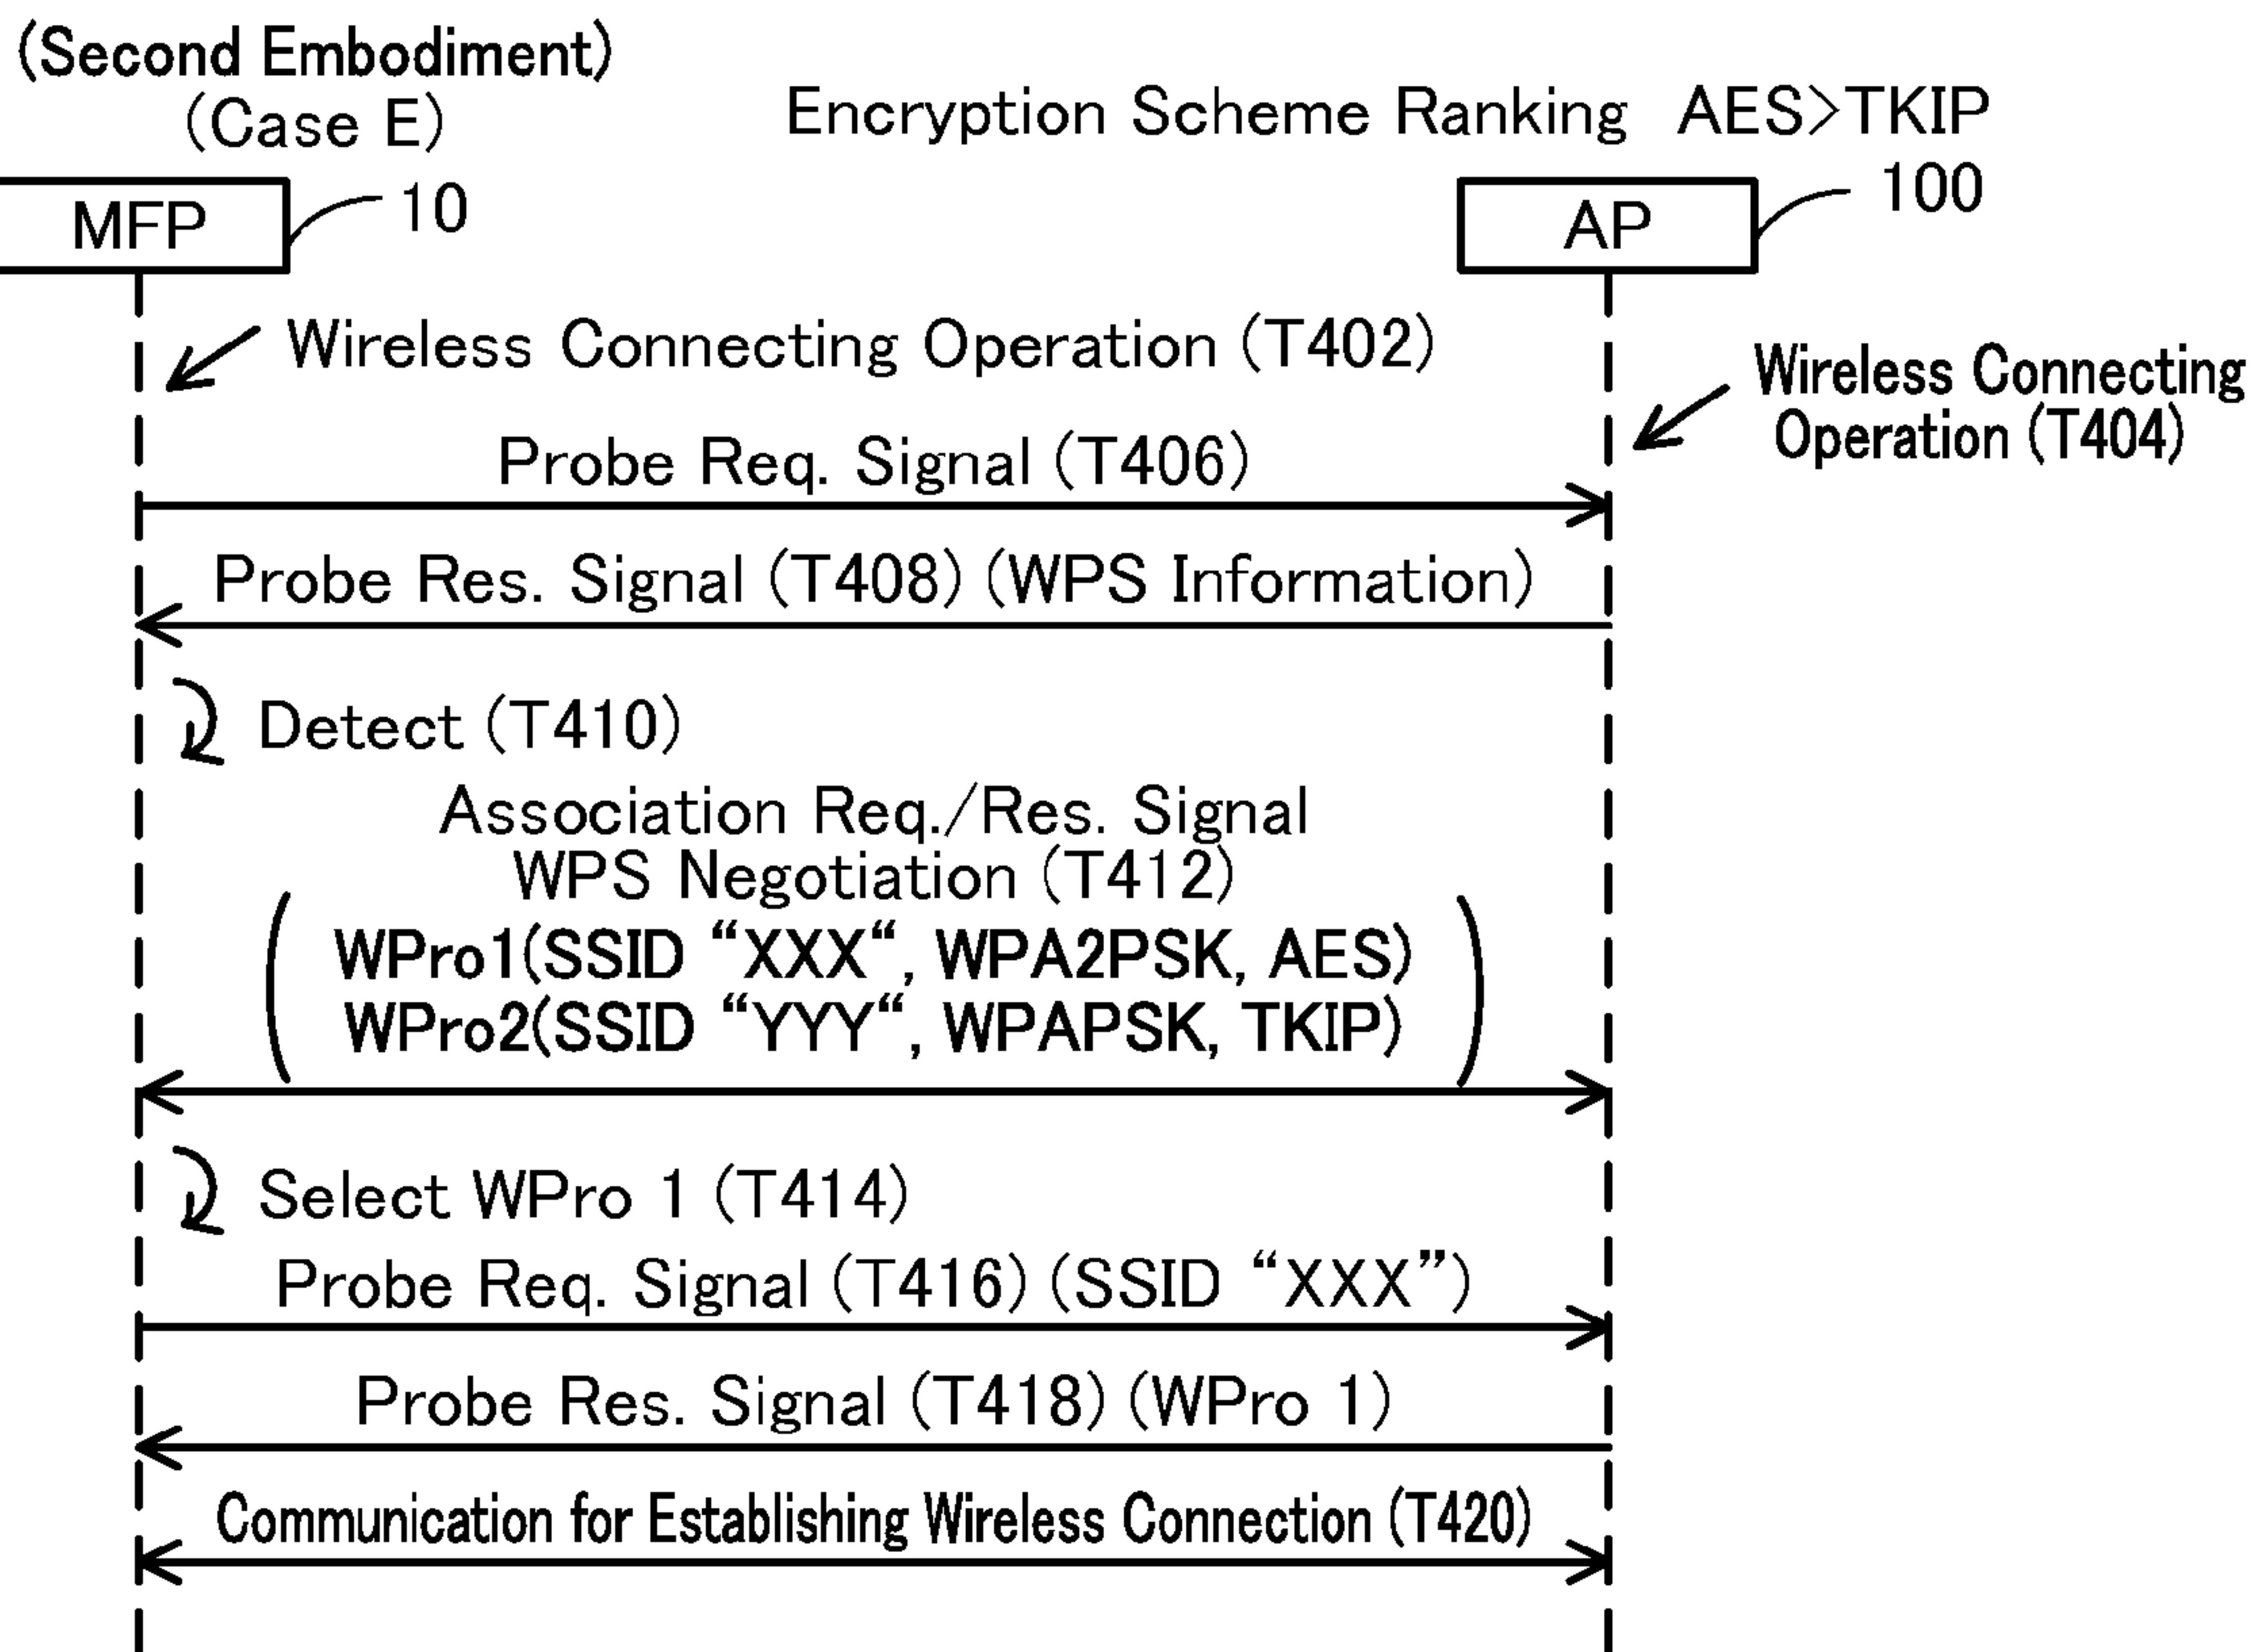 (Second Embodiment)
(Case E)
Encryption Scheme Ranking AES>TKIP
MFP
10
AP
100
Wireless Connecting Operation (T402)
Wireless Connecting
Operation (T404)
Probe Req. Signal (T406)
Probe Res. Signal (T408) (WPS Information)
Detect (T410)
Association Req./Res. Signal
WPS Negotiation (T412)
WPro1(SSID “XXX“, WPA2PSK, AES)
WPro2(SSID “YYY“, WPAPSK, TKIP)
Select WPro 1 (T414)
Probe Req. Signal (T416) (SSID “XXX”)
Probe Res. Signal (T418) (WPro 1)
Communication for Establishing Wireless Connection (T420)